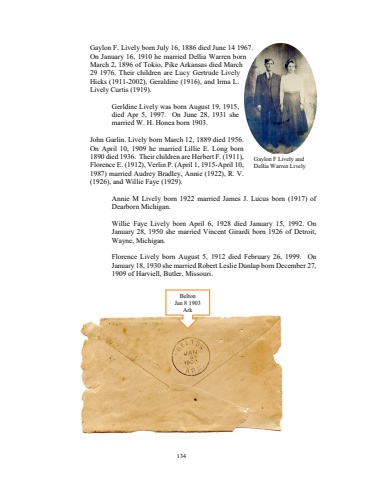 Gaylon F. Lively born July 16, 1886 died June 14 1967.
On January 16, 1910 he married Dellia Warren born
March 2, 1896 of Tokio, Pike Arkansas died March
29 1976. Their children are Lucy Gertrude Lively
Hicks (1911-2002), Geraldine (1916), and Irma L.
Lively Curtis (1919).
Gerldine Lively was born August 19, 1915,
died Apr 5, 1997. On June 28, 1931 she
married W. H. Honea born 1903.
Gaylon F Lively and
Dellia Warren Lively
John Garlin. Lively born March 12, 1889 died 1956.
On April 10, 1909 he married Lillie E. Long born
1890 died 1936. Their children are Herbert F. (1911),
Florence E. (1912), Verlin P. (April 1, 1915-April 10,
1987) married Audrey Bradley, Annie (1922), R. V.
(1926), and Willie Faye (1929).
Annie M Lively born 1922 married James J. Lucus born (1917) of
Dearborn Michigan.
Willie Faye Lively born April 6, 1928 died January 15, 1992. On
January 28, 1950 she married Vincent Girardi born 1926 of Detroit,
Wayne, Michigan.
Florence Lively born August 5, 1912 died February 26, 1999. On
January 18, 1930 she married Robert Leslie Dunlap born December 27,
1909 of Harviell, Butler, Missouri.
Belton
Jan 8 1903
Ark
BELTON
JAN
8
1903
ARK
134